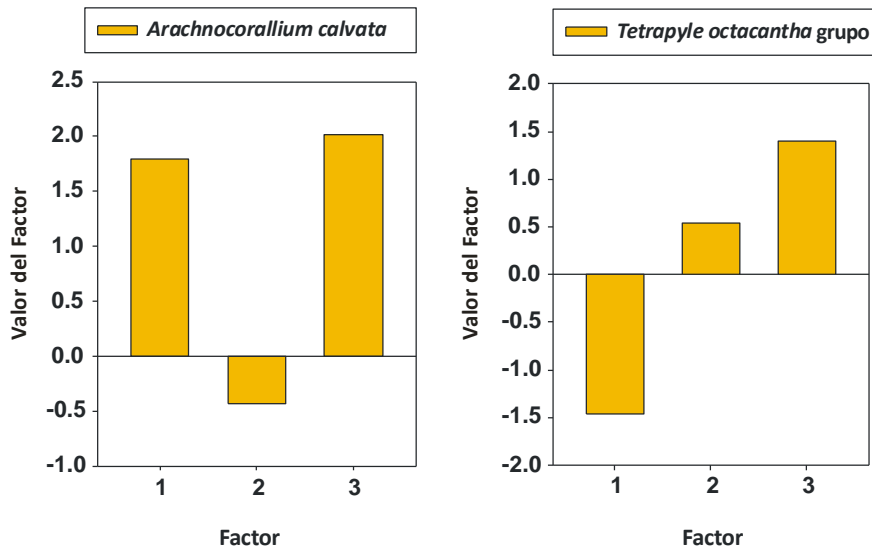 Arachnocorallium calvata
2.5
2.0
1.5
1.0
0.5
0.0
-0.5
-1.0
Valor del Factor
1 2 3
Factor
Tetrapyle octacantha grupo
2.0
1.5
1.0
0.5
0.0
-0.5
-1.0
-1.5
-2.0
Valor del Factor
1 2 3
Factor